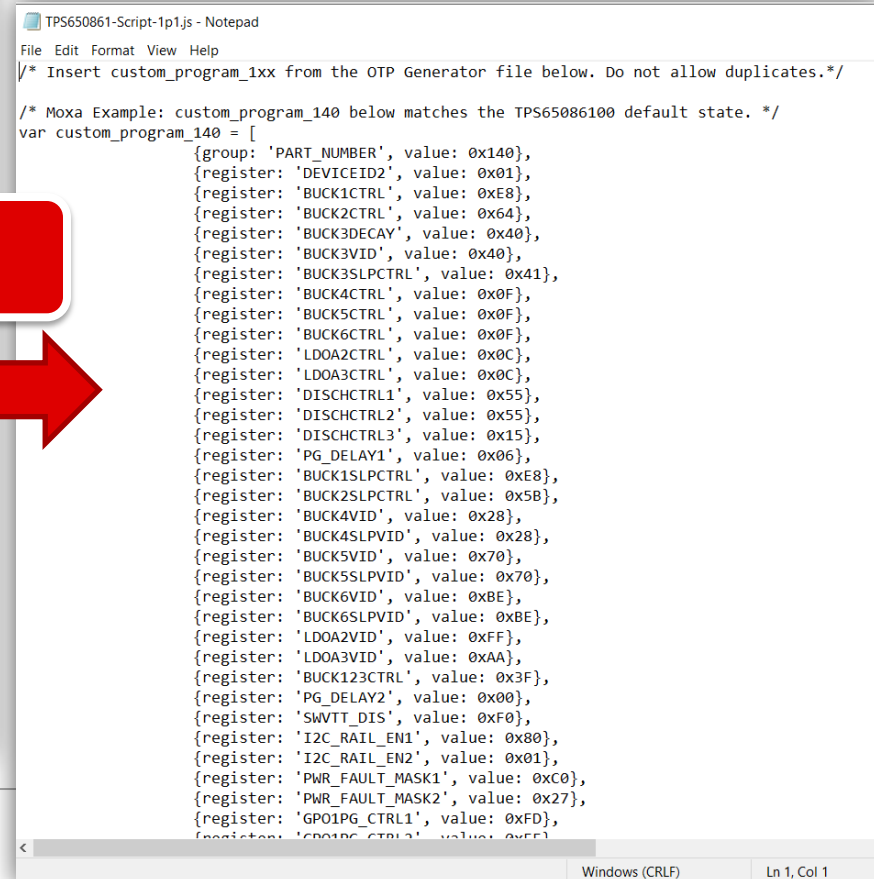 TPS650861-Script-1p1.js - Notepad
File Edit Format View Help
/* Insert custom_program_1xx from the OTP Generator file below. Do not allow duplicates.*/
/* Moxa Example: custom_program_140 below matches the TPS65086100 default state. */
var custom_program_140 = [
{group: 'PART_NUMBER', value: 0x140},
{register: 'DEVICEID2', value: 0x01},
{register: 'BUCK1CTRL', value: 0xE8},
{register: 'BUCK2CTRL', value: 0x64},
{register: 'BUCK3DECAY', value: 0x40},
{register: 'BUCK3VID', value: 0x40},
{register: 'BUCK3SLPCTRL', value: 0x41},
{register: 'BUCK4CTRL', value: 0x0F},
{register: 'BUCK5CTRL', value: 0x0F},
{register: 'BUCK6CTRL', value: 0x0F},
{register: 'LDOA2CTRL', value: 0x0C},
{register: 'LDOA3CTRL', value: 0x0C},
{register: 'DISCHCTRL1', value: 0x55},
{register: 'DISCHCTRL2', value: 0x55},
{register: 'DISCHCTRL3', value: 0x15},
{register: 'PG_DELAY1', value: 0x06},
{register: 'BUCK1SLPCTRL', value: 0xE8},
{register: 'BUCK2SLPCTRL', value: 0x5B},
{register: 'BUCK4VID', value: 0x28},
{register: 'BUCK4SLPVID', value: 0x28},
{register: 'BUCK5VID', value: 0x70},
{register: 'BUCK5SLPVID', value: 0x70},
{register: 'BUCK6VID', value: 0xBE},
{register: 'BUCK6SLPVID', value: 0xBE},
{register: 'LDOA2VID', value: 0xFF},
{register: 'LDOA3VID', value: 0xAA},
{register: 'BUCK123CTRL', value: 0x3F},
{register: 'PG_DELAY2', value: 0x00},
{register: 'SWVTT_DIS', value: 0xF0},
{register: 'I2C_RAIL_EN1', value: 0x80},
{register: 'I2C_RAIL_EN2', value: 0x01},
{register: 'PWR_FAULT_MASK1', value: 0xC0},
{register: 'PWR_FAULT_MASK2', value: 0x27},
{register: 'GPO1PG_CTRL1', value: 0xFD},
Windows (CRLF) Ln 1, Col 1